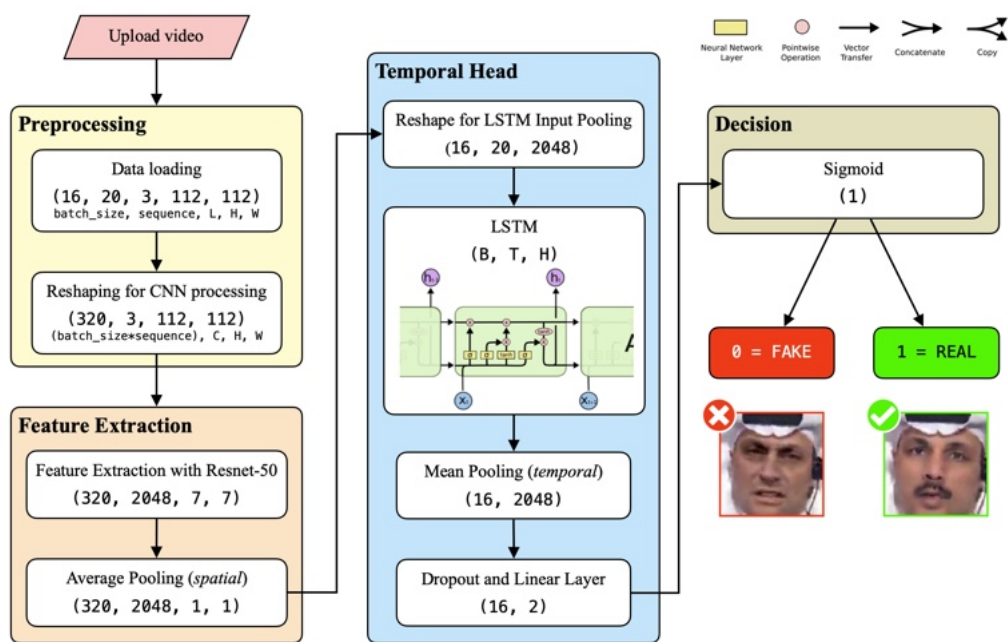 Upload video
Preprocessing
Data loading
(16, 20, 3, 112, 112)
batch_size, sequence, L, H, W
Reshaping for CNN processing
(320, 3, 112, 112)
(batch_size*sequence), C, H, W
Feature Extraction
Feature Extraction with Resnet-50
(320, 2048, 7, 7)
Average Pooling (spatial)
(320, 2048, 1, 1)
Temporal Head
Reshape for LSTM Input Pooling
(16, 20, 2048)
LSTM
(B, T, H)
σ σ tanh σ
tanh
A
Mean Pooling (temporal)
(16, 2048)
Dropout and Linear Layer
(16, 2)
Neural Network
Layer
Pointwise
Operation
Vector
Transfer
Concatenate
Copy
Decision
Sigmoid
(1)
0 = FAKE
1 = REAL